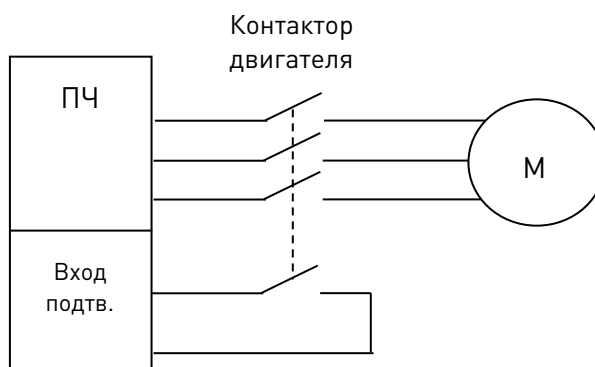 Контактор
двигателя
ПЧ
М
Вход
подтв.